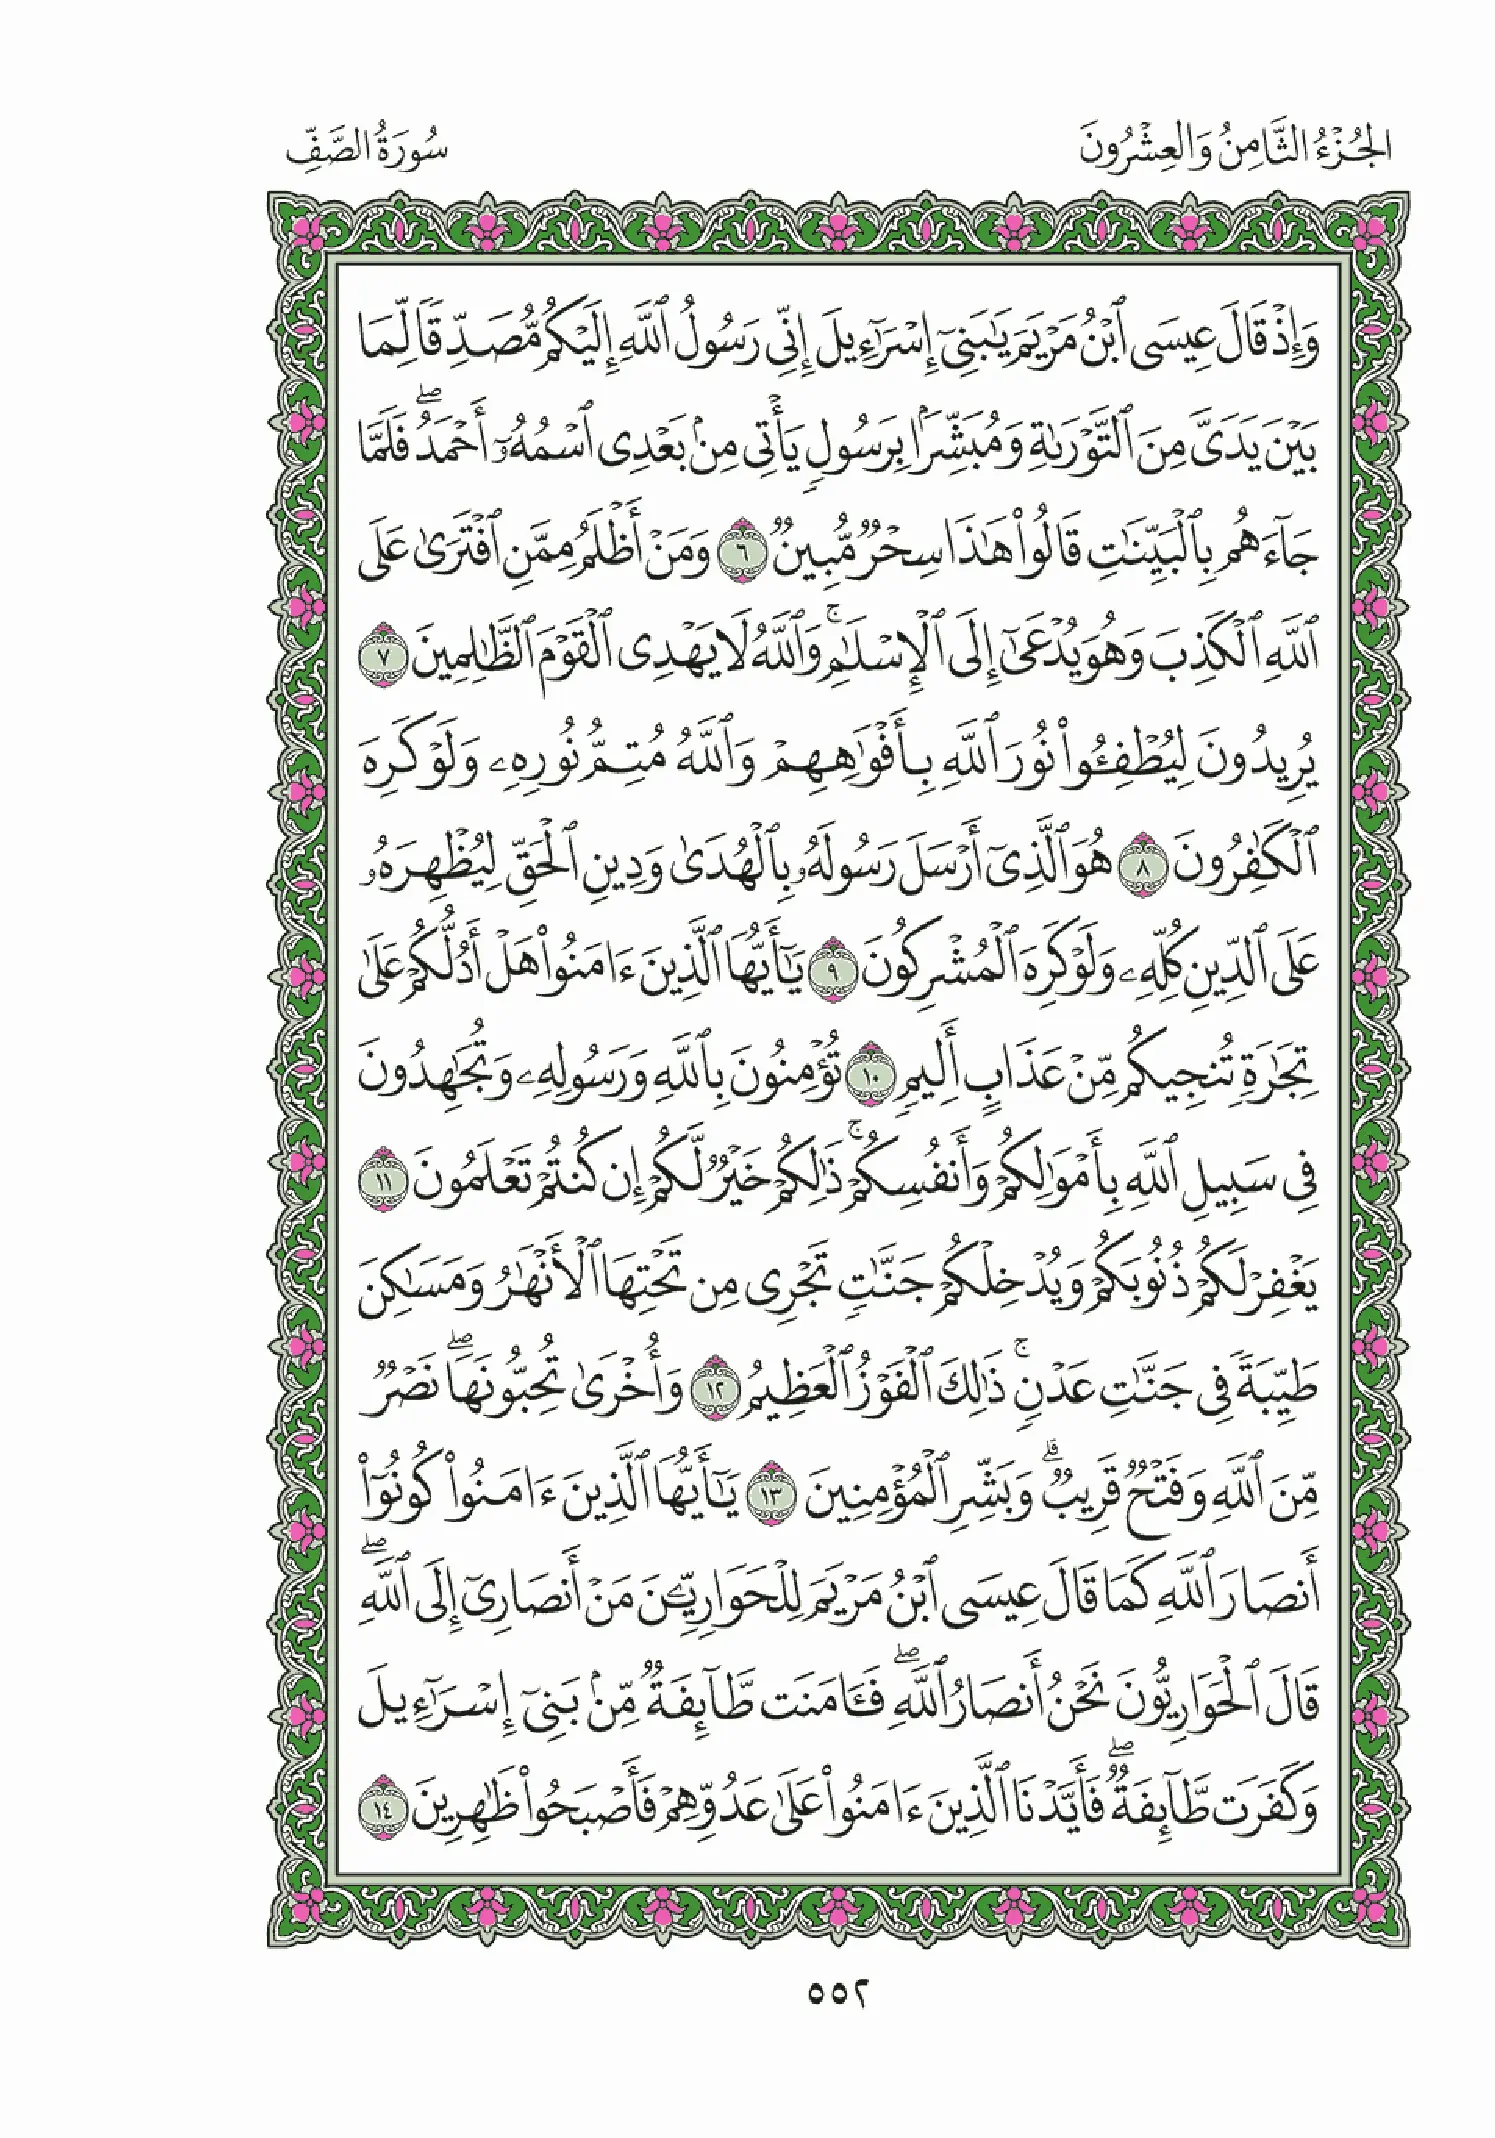 الجُزْءُ الثَّامِنُ وَالعِشْرُونَ
سُورَةُ الصَّفِّ
وَإِذْ قَالَ عِيسَى ٱبْنُ مَرْيَمَ يَٰبَنِىٓ إِسْرَٰٓءِيلَ إِنِّى رَسُولُ ٱللَّهِ إِلَيْكُم مُّصَدِّقًا لِّمَا
بَيْنَ يَدَىَّ مِنَ ٱلتَّوْرَىٰةِ وَمُبَشِّرًۢا بِرَسُولٍ يَأْتِى مِنۢ بَعْدِى ٱسْمُهُۥٓ أَحْمَدُ ۖ فَلَمَّا
جَآءَهُم بِٱلْبَيِّنَٰتِ قَالُوا۟ هَٰذَا سِحْرٌ مُّبِينٌ ٦ وَمَنْ أَظْلَمُ مِمَّنِ ٱفْتَرَىٰ عَلَى
ٱللَّهِ ٱلْكَذِبَ وَهُوَ يُدْعَىٰٓ إِلَى ٱلْإِسْلَٰمِ ۚ وَٱللَّهُ لَا يَهْدِى ٱلْقَوْمَ ٱلظَّٰلِمِينَ ٧
يُرِيدُونَ لِيُطْفِـُٔوا۟ نُورَ ٱللَّهِ بِأَفْوَٰهِهِمْ وَٱللَّهُ مُتِمُّ نُورِهِۦ وَلَوْ كَرِهَ
ٱلْكَٰفِرُونَ ٨ هُوَ ٱلَّذِىٓ أَرْسَلَ رَسُولَهُۥ بِٱلْهُدَىٰ وَدِينِ ٱلْحَقِّ لِيُظْهِرَهُۥ
عَلَى ٱلدِّينِ كُلِّهِۦ وَلَوْ كَرِهَ ٱلْمُشْرِكُونَ ٩ يَٰٓأَيُّهَا ٱلَّذِينَ ءَامَنُوا۟ هَلْ أَدُلُّكُمْ عَلَىٰ
تِجَٰرَةٍ تُنجِيكُم مِّنْ عَذَابٍ أَلِيمٍ ١٠ تُؤْمِنُونَ بِٱللَّهِ وَرَسُولِهِۦ وَتُجَٰهِدُونَ
فِى سَبِيلِ ٱللَّهِ بِأَمْوَٰلِكُمْ وَأَنفُسِكُمْ ۚ ذَٰلِكُمْ خَيْرٌ لَّكُمْ إِن كُنتُمْ تَعْلَمُونَ ١١
يَغْفِرْ لَكُمْ ذُنُوبَكُمْ وَيُدْخِلْكُمْ جَنَّٰتٍ تَجْرِى مِن تَحْتِهَا ٱلْأَنْهَٰرُ وَمَسَٰكِنَ
طَيِّبَةً فِى جَنَّٰتِ عَدْنٍ ۚ ذَٰلِكَ ٱلْفَوْزُ ٱلْعَظِيمُ ١٢ وَأُخْرَىٰ تُحِبُّونَهَا ۖ نَصْرٌ
مِّنَ ٱللَّهِ وَفَتْحٌ قَرِيبٌ ۗ وَبَشِّرِ ٱلْمُؤْمِنِينَ ١٣ يَٰٓأَيُّهَا ٱلَّذِينَ ءَامَنُوا۟ كُونُوٓا۟
أَنصَارَ ٱللَّهِ كَمَا قَالَ عِيسَى ٱبْنُ مَرْيَمَ لِلْحَوَارِيِّـۧنَ مَنْ أَنصَارِىٓ إِلَى ٱللَّهِ ۖ
قَالَ ٱلْحَوَارِيُّونَ نَحْنُ أَنصَارُ ٱللَّهِ ۖ فَـَٔامَنَت طَّآئِفَةٌ مِّنۢ بَنِىٓ إِسْرَٰٓءِيلَ
وَكَفَرَت طَّآئِفَةٌ ۖ فَأَيَّدْنَا ٱلَّذِينَ ءَامَنُوا۟ عَلَىٰ عَدُوِّهِمْ فَأَصْبَحُوا۟ ظَٰهِرِينَ ١٤
٥٥٢